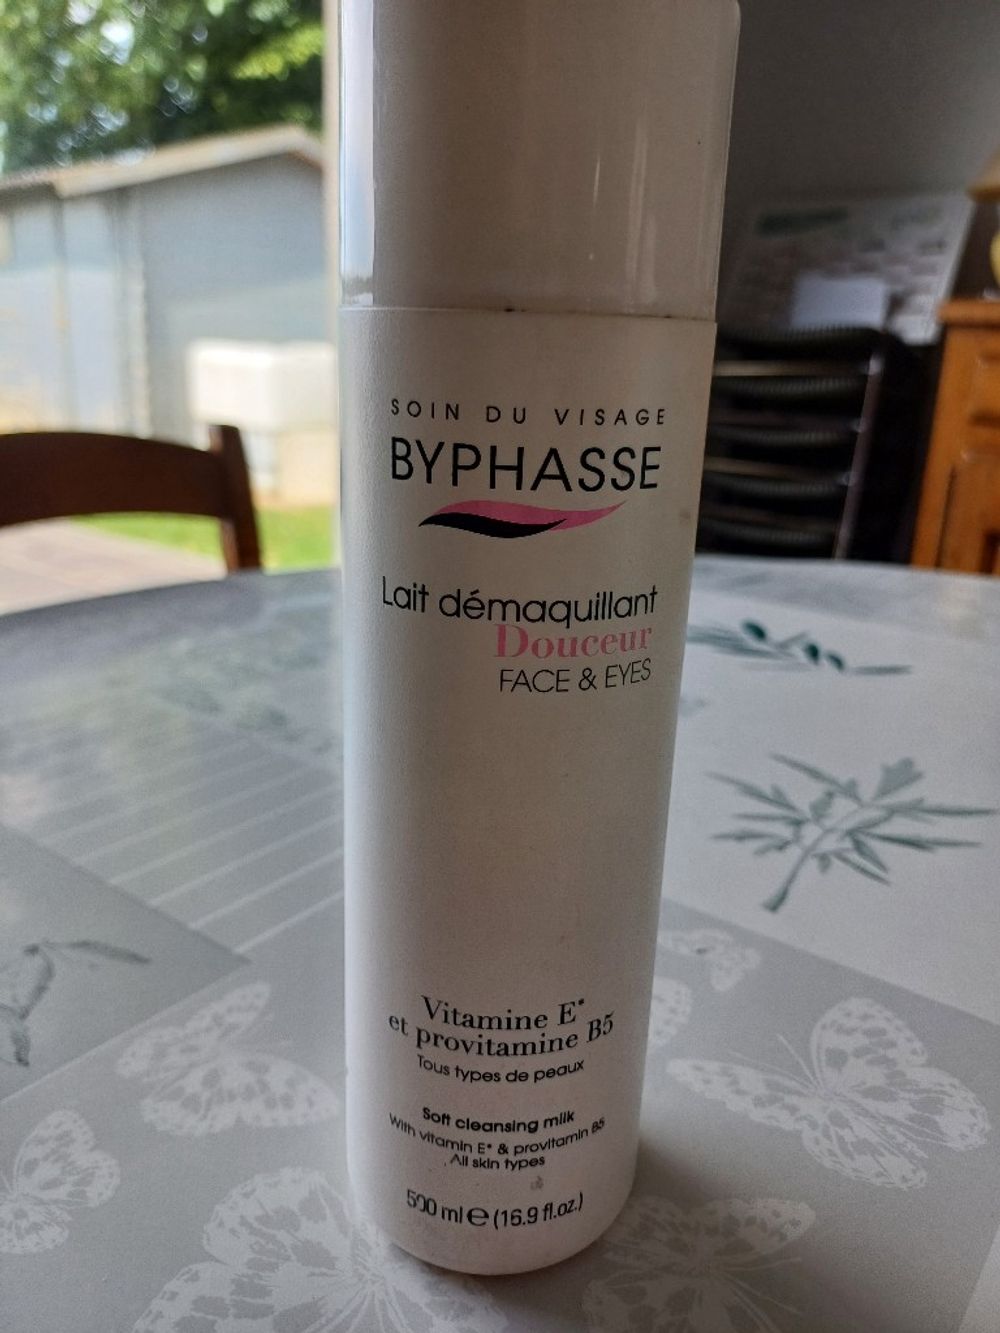 SOIN DU VISAGE
BYPHASSE
Lait démaquillant
Douceur
FACE & EYES
Vitamine E*
et provitamine B5
Tous types de peaux
Soft cleansing milk
With vitamin E* & provitamin B5
All skin types
500 ml ℮ (16.9 fl.oz.)